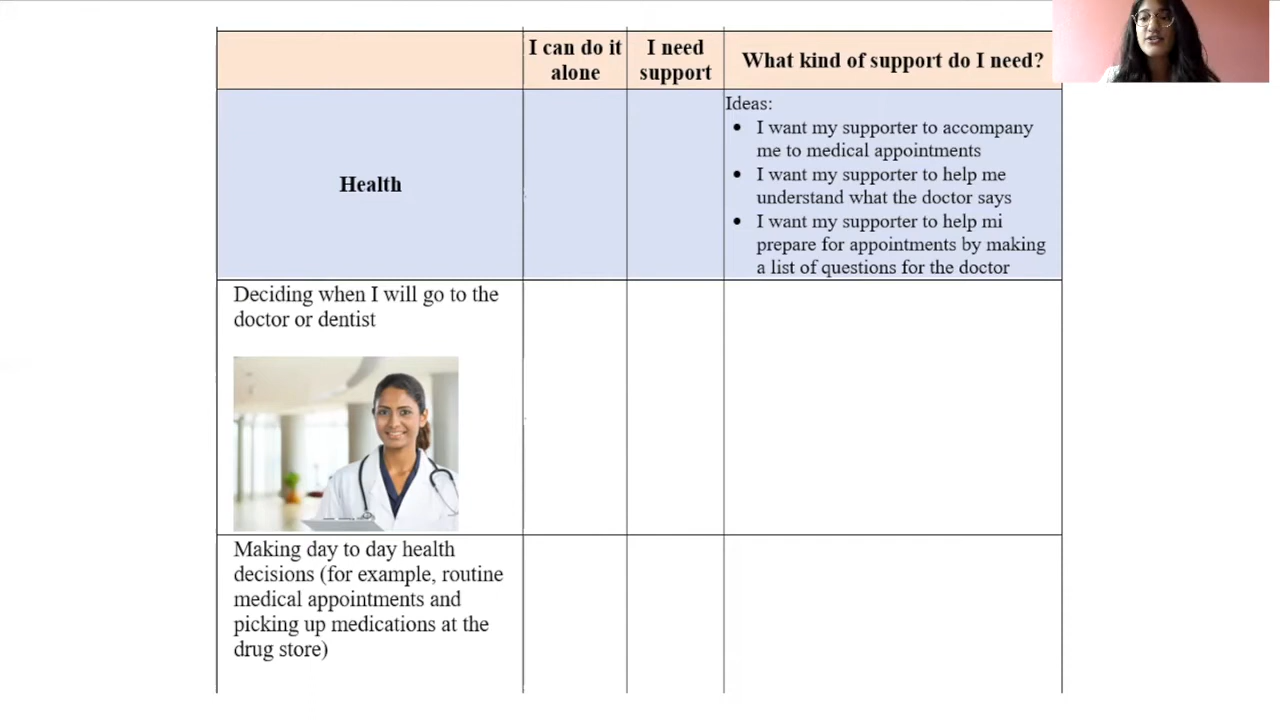 I can do it alone
I need support
What kind of support do I need?
Health
Ideas:
• I want my supporter to accompany
me to medical appointments
• I want my supporter to help me
understand what the doctor says
• I want my supporter to help mi
prepare for appointments by making
a list of questions for the doctor
Deciding when I will go to the
doctor or dentist
Making day to day health
decisions (for example, routine
medical appointments and
picking up medications at the
drug store)